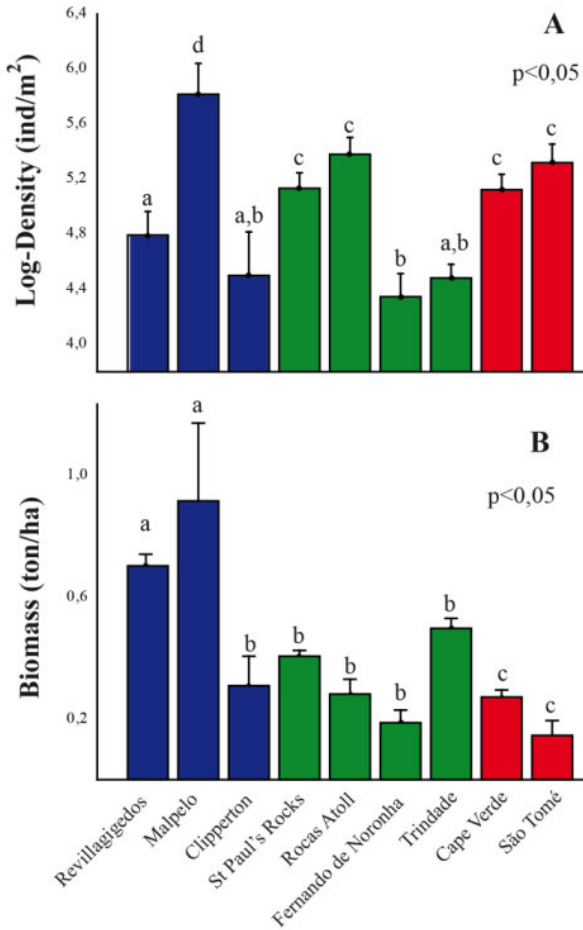 A
p<0,05
Log-Density (ind/m²)
6,4
6,0
5,6
5,2
4,8
4,4
4,0
a
d
a,b
c
c
b
a,b
c
c
B
p<0,05
Biomass (ton/ha)
1,0
0,6
0,2
a
a
b
b
b
b
b
c
c
Revillagigedos
Malpelo
Clipperton
St Paul's Rocks
Rocas Atoll
Fernando de Noronha
Trindade
Cape Verde
São Tomé